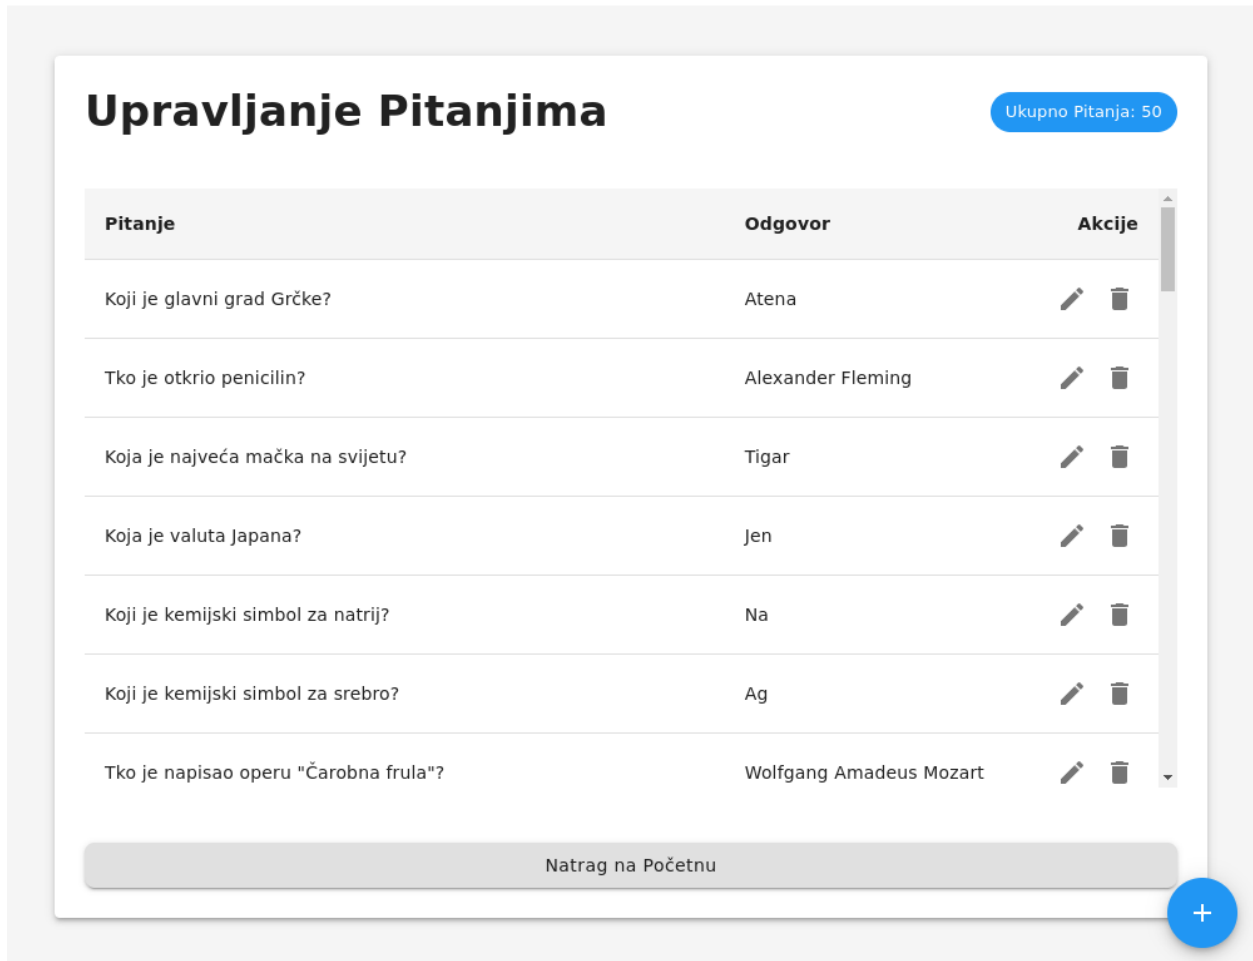 Upravljanje Pitanjima
Ukupno Pitanja: 50
Pitanje Odgovor Akcije
Koji je glavni grad Grčke? Atena
Tko je otkrio penicilin? Alexander Fleming
Koja je najveća mačka na svijetu? Tigar
Koja je valuta Japana? Jen
Koji je kemijski simbol za natrij? Na
Koji je kemijski simbol za srebro? Ag
Tko je napisao operu "Čarobna frula"? Wolfgang Amadeus Mozart
Natrag na Početnu
+